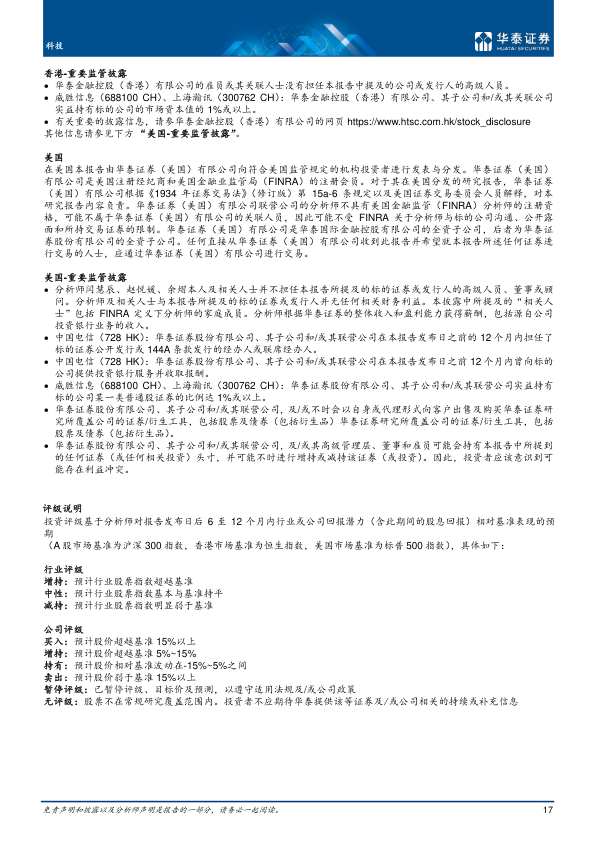 科技
华泰证券
HUATAI SECURITIES
香港-重要监管披露
• 华泰金融控股（香港）有限公司的雇员或其关联人士没有担任本报告中提及的公司或发行人的高级人员。
• 威胜信息（688100 CH）、上海瀚讯（300762 CH）：华泰金融控股（香港）有限公司、其子公司和/或其关联公司
实益持有标的公司的市场资本值的 1%或以上。
• 有关重要的披露信息，请参华泰金融控股（香港）有限公司的网页 https://www.htsc.com.hk/stock_disclosure
其他信息请参见下方 “美国-重要监管披露”。
美国
在美国本报告由华泰证券（美国）有限公司向符合美国监管规定的机构投资者进行发表与分发。华泰证券（美国）
有限公司是美国注册经纪商和美国金融业监管局（FINRA）的注册会员。对于其在美国分发的研究报告，华泰证券
（美国）有限公司根据《1934 年证券交易法》（修订版）第 15a-6 条规定以及美国证券交易委员会人员解释，对本
研究报告内容负责。华泰证券（美国）有限公司联营公司的分析师不具有美国金融监管（FINRA）分析师的注册资
格，可能不属于华泰证券（美国）有限公司的关联人员，因此可能不受 FINRA 关于分析师与标的公司沟通、公开露
面和所持交易证券的限制。华泰证券（美国）有限公司是华泰国际金融控股有限公司的全资子公司，后者为华泰证
券股份有限公司的全资子公司。任何直接从华泰证券（美国）有限公司收到此报告并希望就本报告所述任何证券进
行交易的人士，应通过华泰证券（美国）有限公司进行交易。
美国-重要监管披露
• 分析师闫慧辰、赵悦媛、余熠本人及相关人士并不担任本报告所提及的标的证券或发行人的高级人员、董事或顾
问。分析师及相关人士与本报告所提及的标的证券或发行人并无任何相关财务利益。本披露中所提及的“相关人
士”包括 FINRA 定义下分析师的家庭成员。分析师根据华泰证券的整体收入和盈利能力获得薪酬，包括源自公司
投资银行业务的收入。
• 中国电信（728 HK）：华泰证券股份有限公司、其子公司和/或其联营公司在本报告发布日之前的 12 个月内担任了
标的证券公开发行或 144A 条款发行的经办人或联席经办人。
• 中国电信（728 HK）：华泰证券股份有限公司、其子公司和/或其联营公司在本报告发布日之前 12 个月内曾向标的
公司提供投资银行服务并收取报酬。
• 威胜信息（688100 CH）、上海瀚讯（300762 CH）：华泰证券股份有限公司、其子公司和/或其联营公司实益持有
标的公司某一类普通股证券的比例达 1%或以上。
• 华泰证券股份有限公司、其子公司和/或其联营公司, 及/或不时会以自身或代理形式向客户出售及购买华泰证券研
究所覆盖公司的证券/衍生工具，包括股票及债券（包括衍生品）华泰证券研究所覆盖公司的证券/衍生工具，包括
股票及债券（包括衍生品）。
• 华泰证券股份有限公司、其子公司和/或其联营公司, 及/或其高级管理层、董事和雇员可能会持有本报告中所提到
的任何证券（或任何相关投资）头寸，并可能不时进行增持或减持该证券（或投资）。因此，投资者应该意识到可
能存在利益冲突。
评级说明
投资评级基于分析师对报告发布日后 6 至 12 个月内行业或公司回报潜力（含此期间的股息回报）相对基准表现的预
期
（A 股市场基准为沪深 300 指数，香港市场基准为恒生指数，美国市场基准为标普 500 指数），具体如下：
行业评级
增持：预计行业股票指数超越基准
中性：预计行业股票指数基本与基准持平
减持：预计行业股票指数明显弱于基准
公司评级
买入：预计股价超越基准 15%以上
增持：预计股价超越基准 5%~15%
持有：预计股价相对基准波动在-15%~5%之间
卖出：预计股价弱于基准 15%以上
暂停评级：已暂停评级、目标价及预测，以遵守适用法规及/或公司政策
无评级：股票不在常规研究覆盖范围内。投资者不应期待华泰提供该等证券及/或公司相关的持续或补充信息
免责声明和披露以及分析师声明是报告的一部分，请务必一起阅读。
17